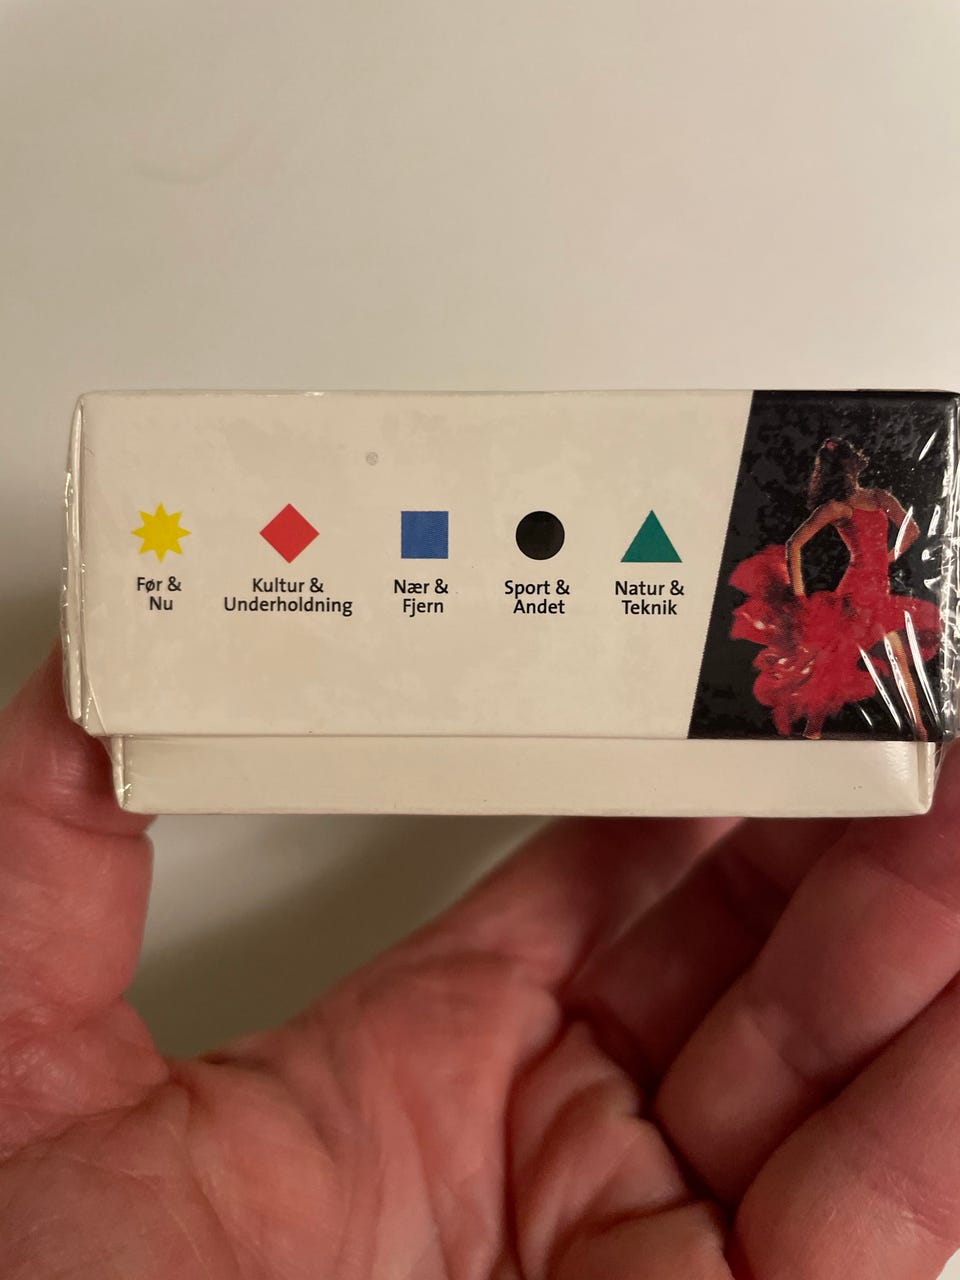 Før &
Nu
Kultur &
Underholdning
Nær &
Fjern
Sport &
Andet
Natur &
Teknik